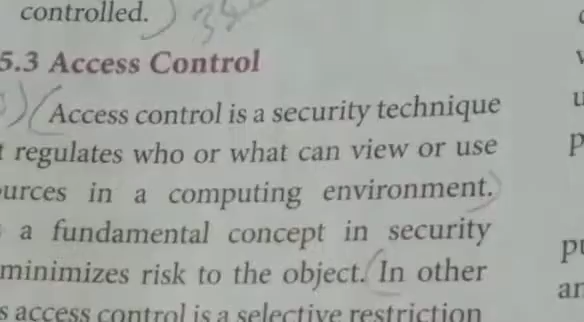 controlled.
5.3 Access Control
Access control is a security technique
regulates who or what can view or use
urces in a computing environment.
a fundamental concept in security
minimizes risk to the object. In other
s access control is a selective restriction